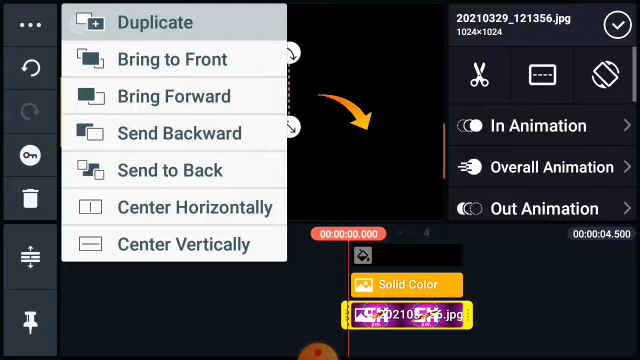 Duplicate
Bring to Front
Bring Forward
Send Backward
Send to Back
Center Horizontally
Center Vertically
20210329_121356.jpg
1024×1024
In Animation
Overall Animation
Out Animation
00:00:00.000
4
00:00:04.500
Solid Color